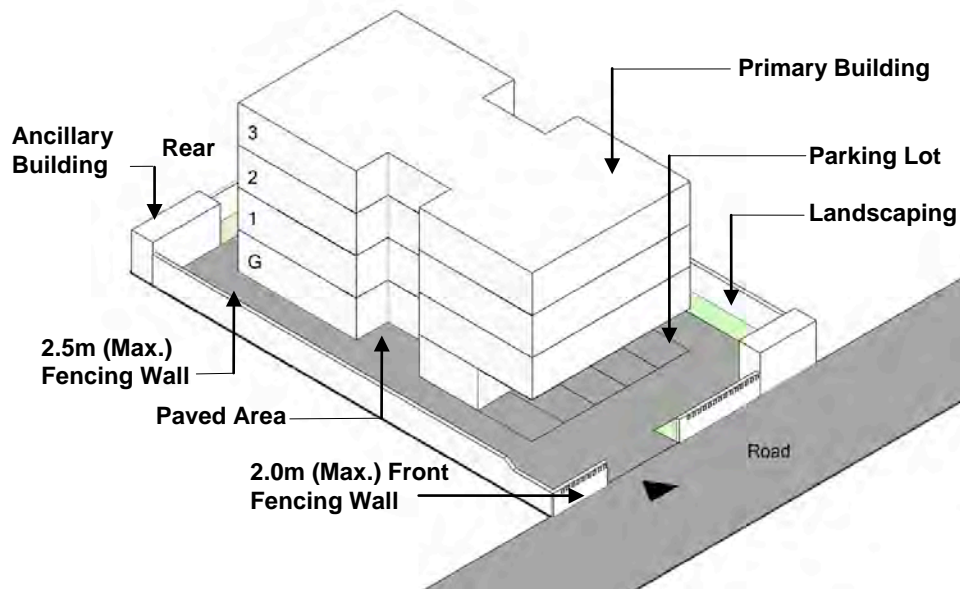 Primary Building
Ancillary
Building
Rear
Parking Lot
Landscaping
3
2
1
G
2.5m (Max.)
Fencing Wall
Paved Area
2.0m (Max.) Front
Fencing Wall
Road